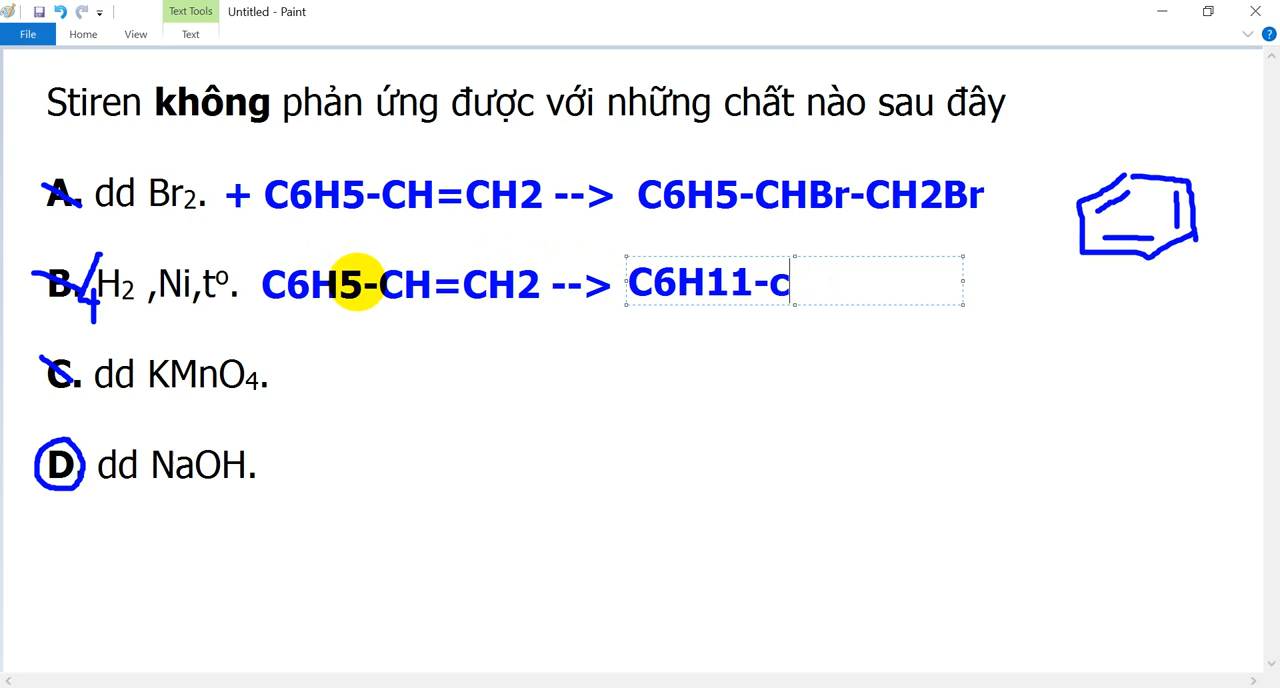 Untitled - Paint
Text Tools
File Home View Text
Stiren không phản ứng được với những chất nào sau đây
A. dd Br2. + C6H5-CH=CH2 --> C6H5-CHBr-CH2Br
B. 4 H2 ,Ni,tº. C6H5-CH=CH2 --> C6H11-c
C. dd KMnO4.
D. dd NaOH.